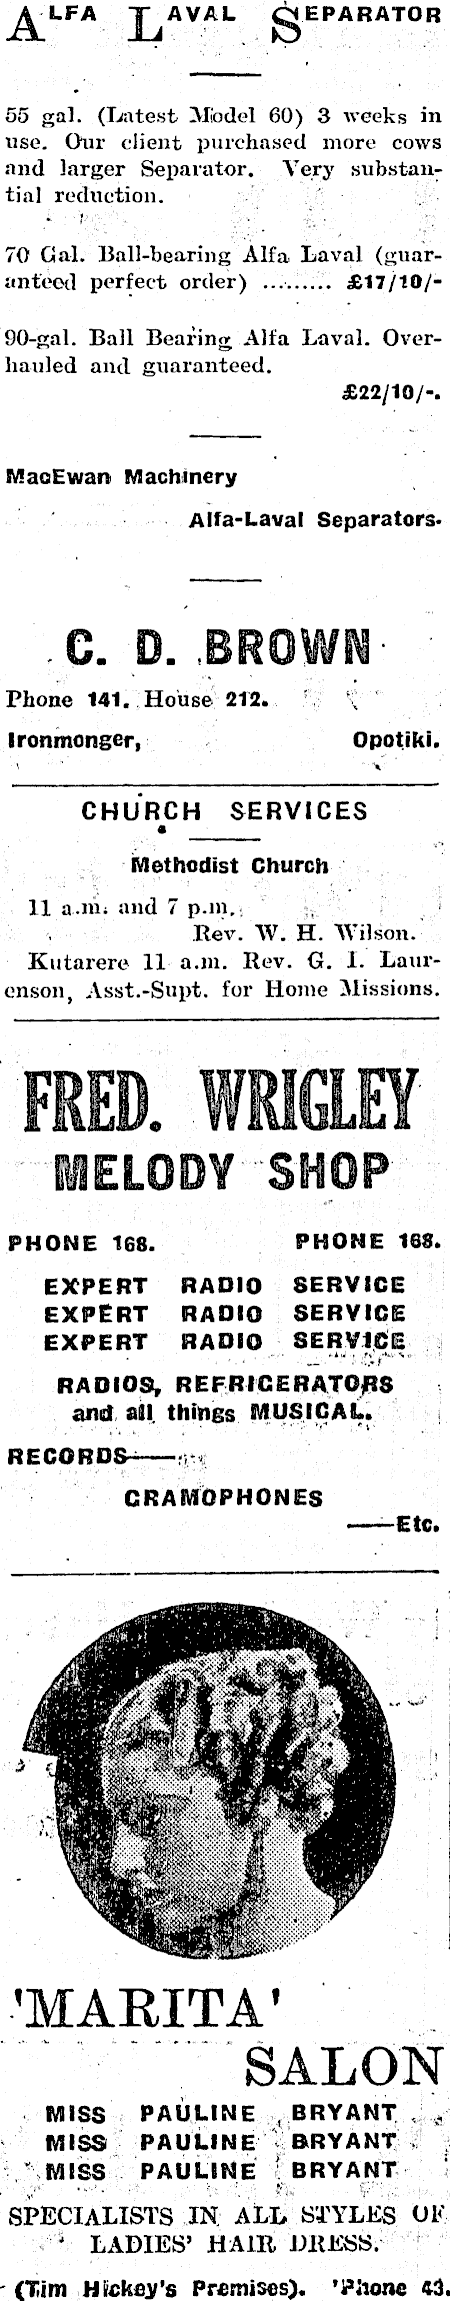 ALFA LAVAL SEPARATOR
55 gal. (Latest Model 60) 3 weeks in
use. Our client purchased more cows
and larger Separator. Very substan-
tial reduction.
70 Gal. Ball-bearing Alfa Laval (guar-
anteed perfect order) ......... £17/10/-
90-gal. Ball Bearing Alfa Laval. Over-
hauled and guaranteed.
£22/10/-.
MacEwan Machinery
Alfa-Laval Separators.
C. D. BROWN
Phone 141. House 212.
Ironmonger, Opotiki.
CHURCH SERVICES
Methodist Church
11 a.m. and 7 p.m.
Rev. W. H. Wilson.
Kutarere 11 a.m. Rev. G. I. Laur-
enson, Asst.-Supt. for Home Missions.
FRED. WRIGLEY
MELODY SHOP
PHONE 168. PHONE 168.
EXPERT RADIO SERVICE
EXPERT RADIO SERVICE
EXPERT RADIO SERVICE
RADIOS, REFRIGERATORS
and all things MUSICAL.
RECORDS——
GRAMOPHONES
——Etc.
'MARITA'
SALON
MISS PAULINE BRYANT
MISS PAULINE BRYANT
MISS PAULINE BRYANT
SPECIALISTS IN ALL STYLES OF
LADIES' HAIR DRESS.
(Tim Hickey's Premises). 'Phone 43.